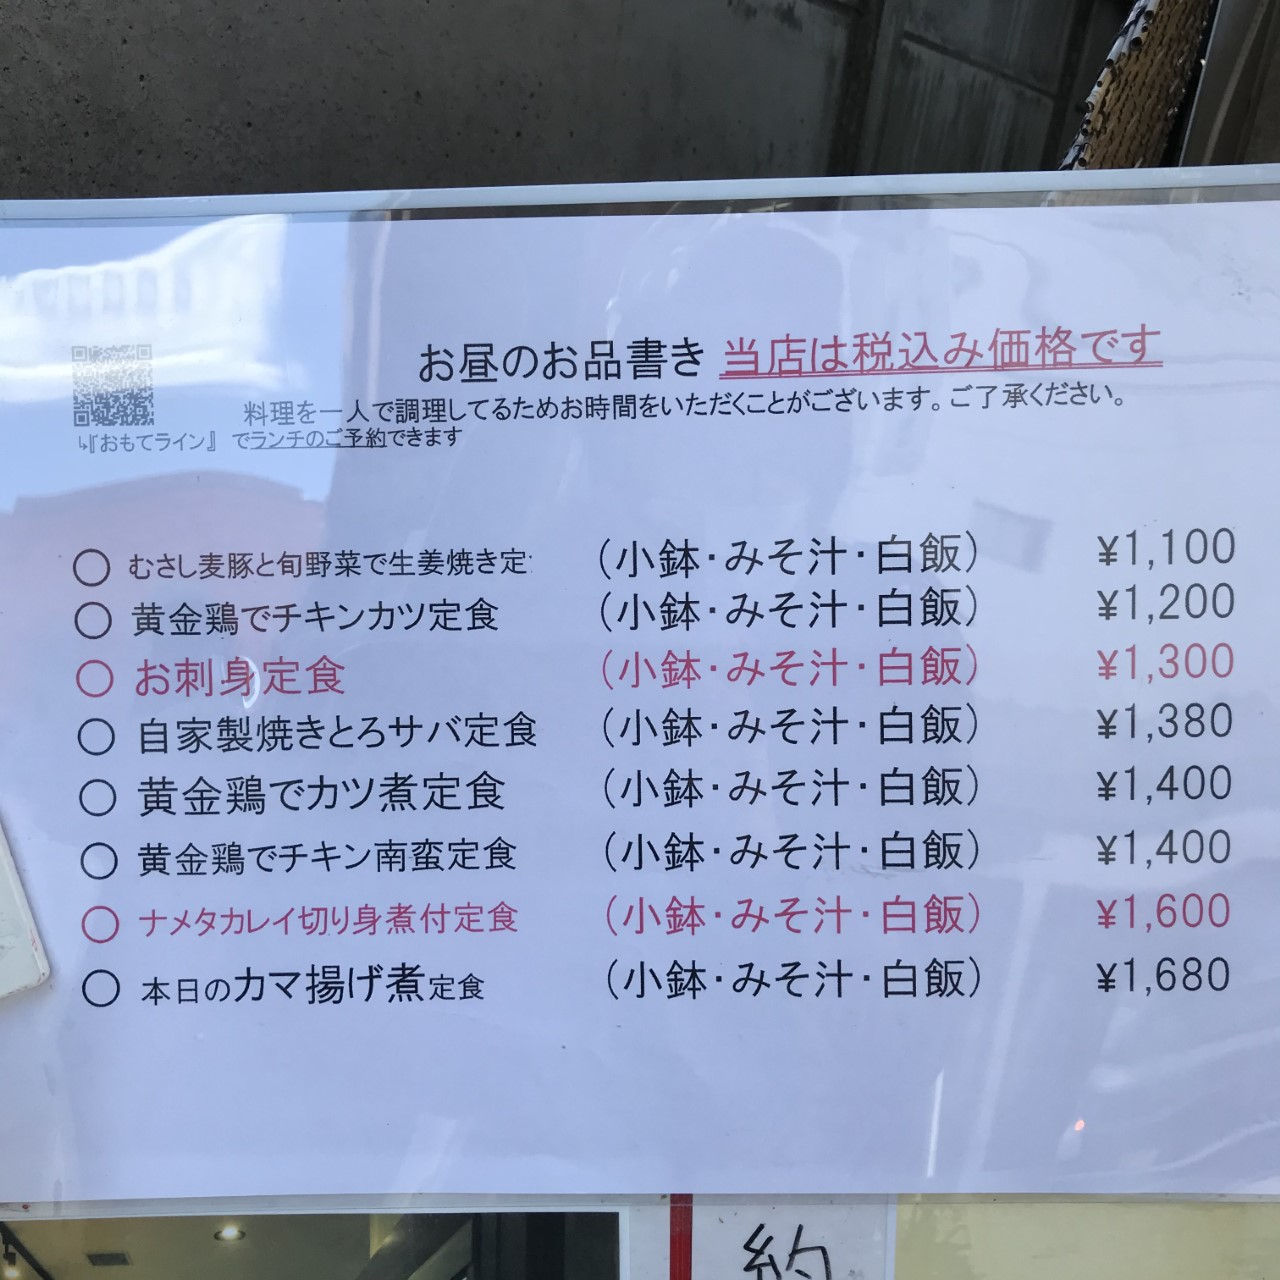 お昼のお品書き 当店は税込み価格です
料理を一人で調理してるためお時間をいただくことがございます。ご了承ください。
↳『おもてライン』 でランチのご予約できます
○ むさし麦豚と旬野菜で生姜焼き定 (小鉢・みそ汁・白飯) ¥1,100
○ 黄金鶏でチキンカツ定食 (小鉢・みそ汁・白飯) ¥1,200
○ お刺身定食 (小鉢・みそ汁・白飯) ¥1,300
○ 自家製焼きとろサバ定食 (小鉢・みそ汁・白飯) ¥1,380
○ 黄金鶏でカツ煮定食 (小鉢・みそ汁・白飯) ¥1,400
○ 黄金鶏でチキン南蛮定食 (小鉢・みそ汁・白飯) ¥1,400
○ ナメタカレイ切り身煮付定食 (小鉢・みそ汁・白飯) ¥1,600
○ 本日のカマ揚げ煮定食 (小鉢・みそ汁・白飯) ¥1,680
約